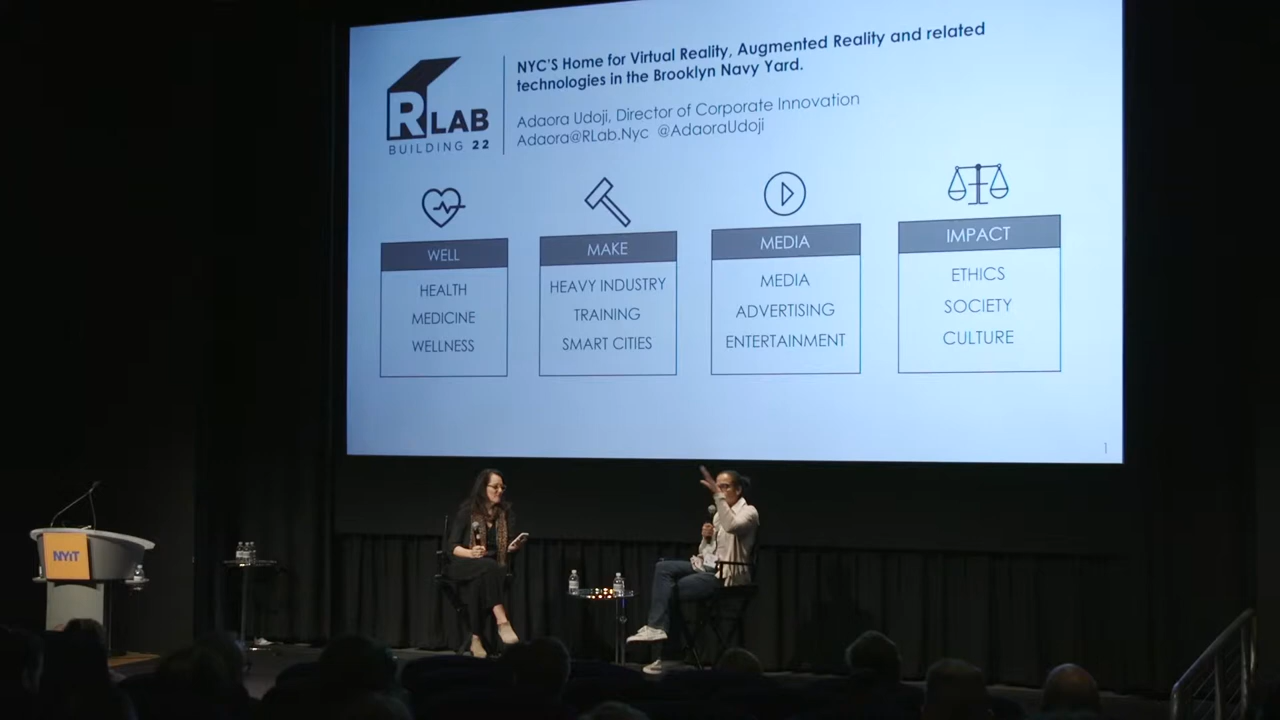 NYC'S Home for Virtual Reality, Augmented Reality and related
technologies in the Brooklyn Navy Yard.
RLAB
BUILDING 22
Adaora Udoji, Director of Corporate Innovation
Adaora@RLab.Nyc @AdaoraUdoji
WELL
HEALTH
MEDICINE
WELLNESS
MAKE
HEAVY INDUSTRY
TRAINING
SMART CITIES
MEDIA
MEDIA
ADVERTISING
ENTERTAINMENT
IMPACT
ETHICS
SOCIETY
CULTURE
1
NYIT